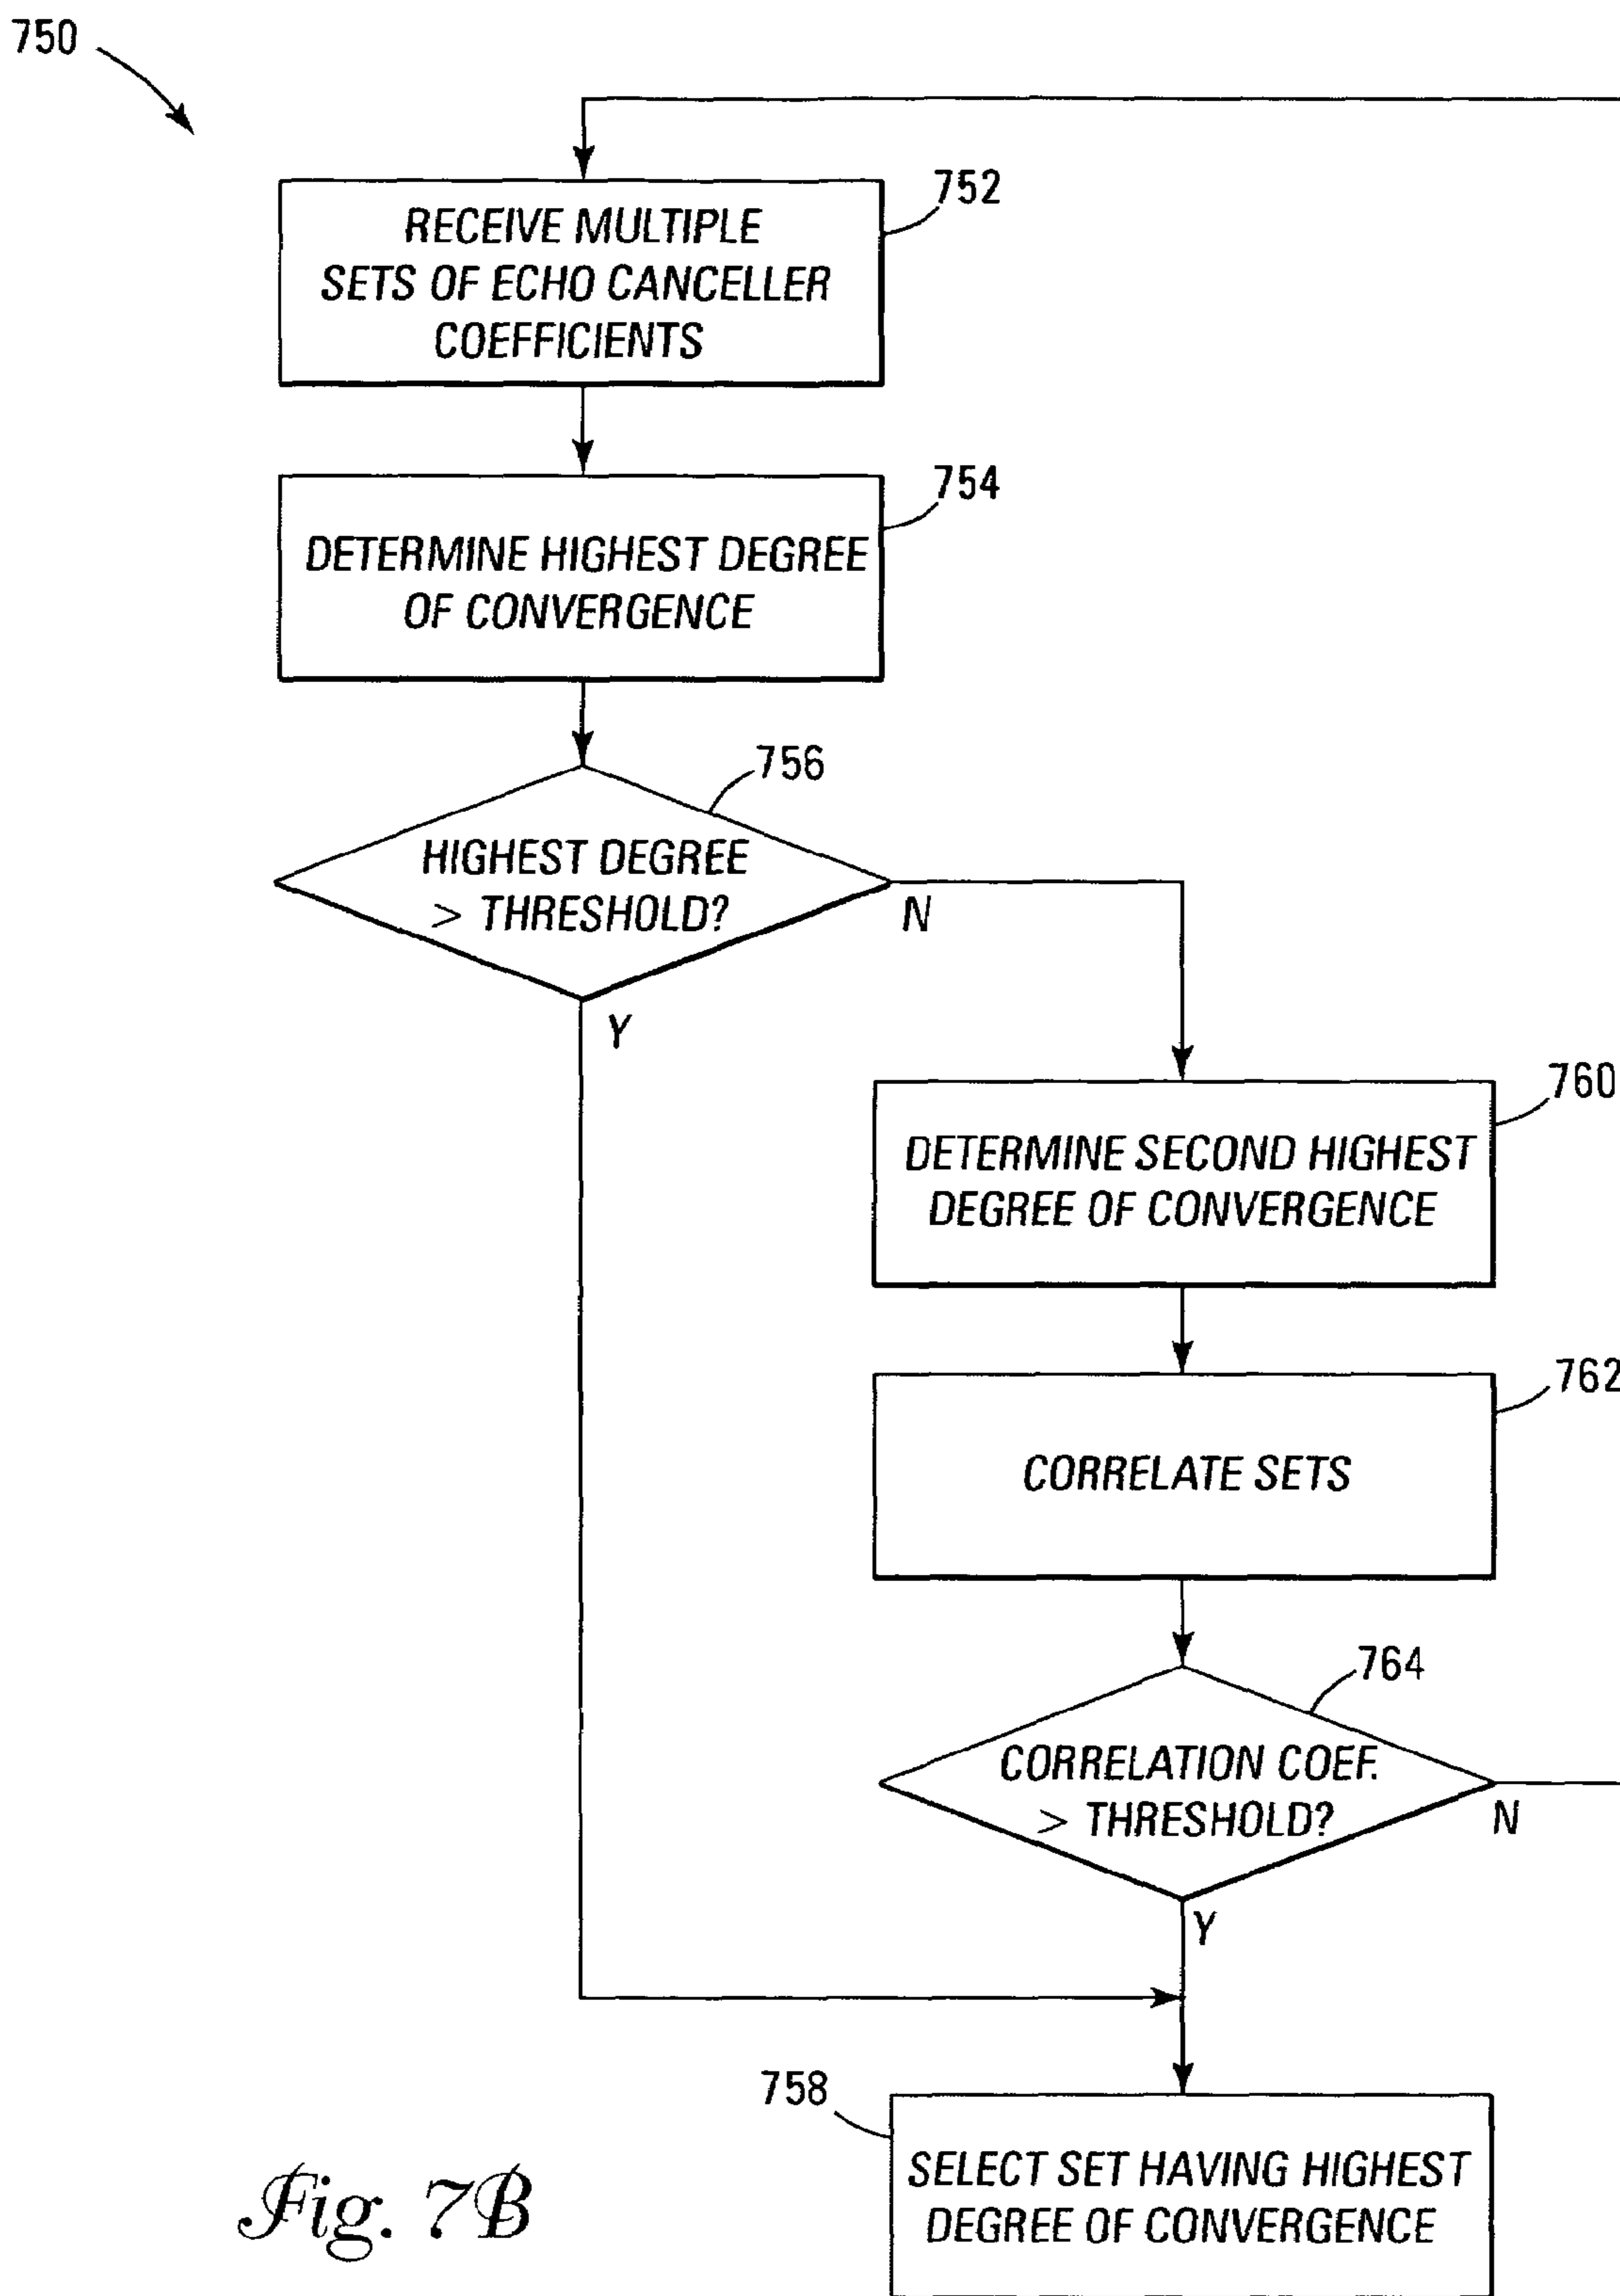 750
752
RECEIVE MULTIPLE
SETS OF ECHO CANCELLER
COEFFICIENTS
754
DETERMINE HIGHEST DEGREE
OF CONVERGENCE
756
HIGHEST DEGREE
> THRESHOLD?
N
Y
760
DETERMINE SECOND HIGHEST
DEGREE OF CONVERGENCE
762
CORRELATE SETS
764
CORRELATION COEF.
> THRESHOLD?
N
Y
758
SELECT SET HAVING HIGHEST
DEGREE OF CONVERGENCE
Fig. 7B